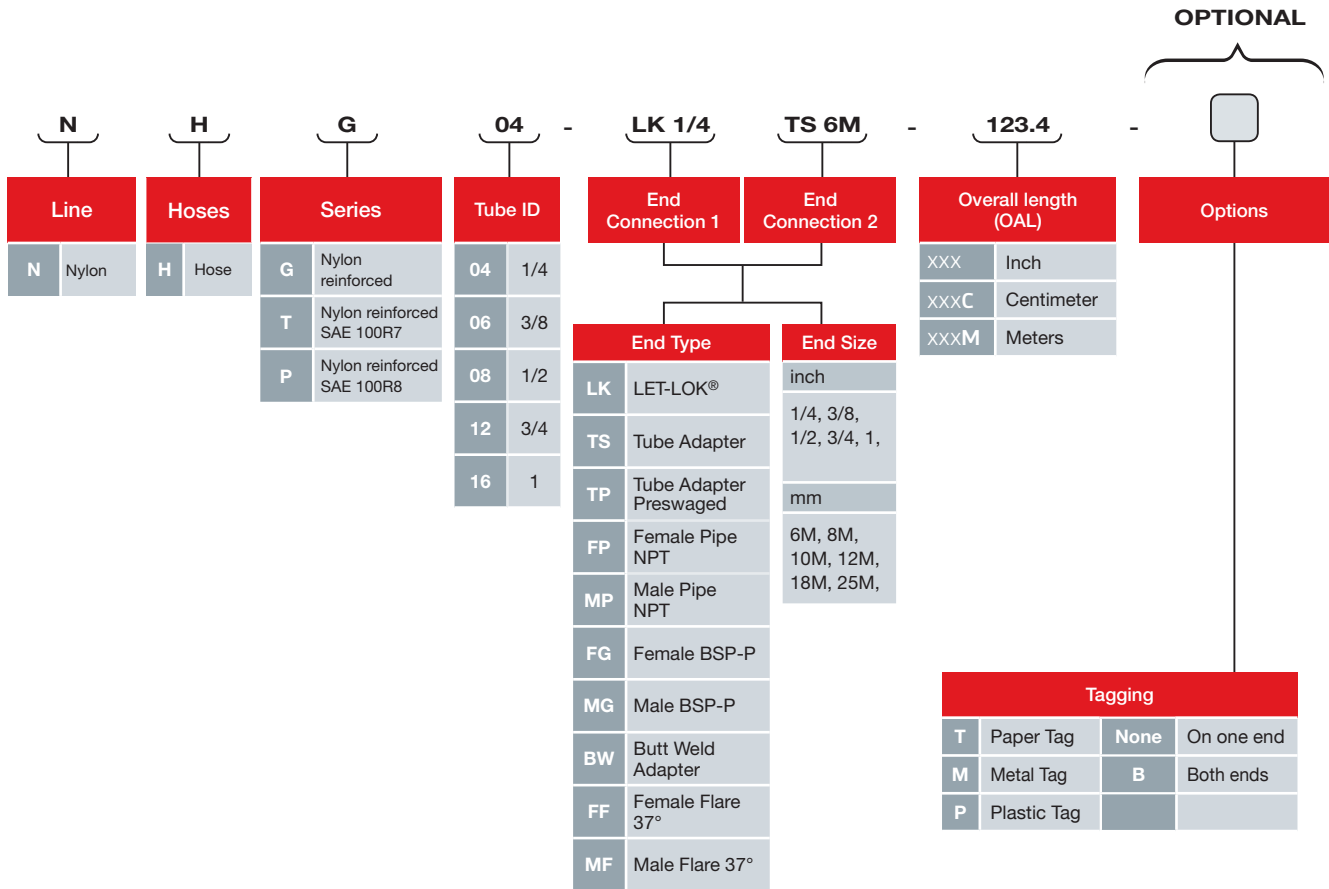 OPTIONAL
N H G 04 - LK 1/4 TS 6M - 123.4 -
Line
N Nylon
Hoses
H Hose
Series
G Nylon
reinforced
T Nylon reinforced
SAE 100R7
P Nylon reinforced
SAE 100R8
Tube ID
04 1/4
06 3/8
08 1/2
12 3/4
16 1
End
Connection 1
End
Connection 2
End Type
LK LET-LOK®
TS Tube Adapter
TP Tube Adapter
Preswaged
FP Female Pipe
NPT
MP Male Pipe
NPT
FG Female BSP-P
MG Male BSP-P
BW Butt Weld
Adapter
FF Female Flare
37°
MF Male Flare 37°
End Size
inch
1/4, 3/8,
1/2, 3/4, 1,
mm
6M, 8M,
10M, 12M,
18M, 25M,
Overall length
(OAL)
XXX Inch
XXXC Centimeter
XXXM Meters
Options
Tagging
T Paper Tag None On one end
M Metal Tag B Both ends
P Plastic Tag